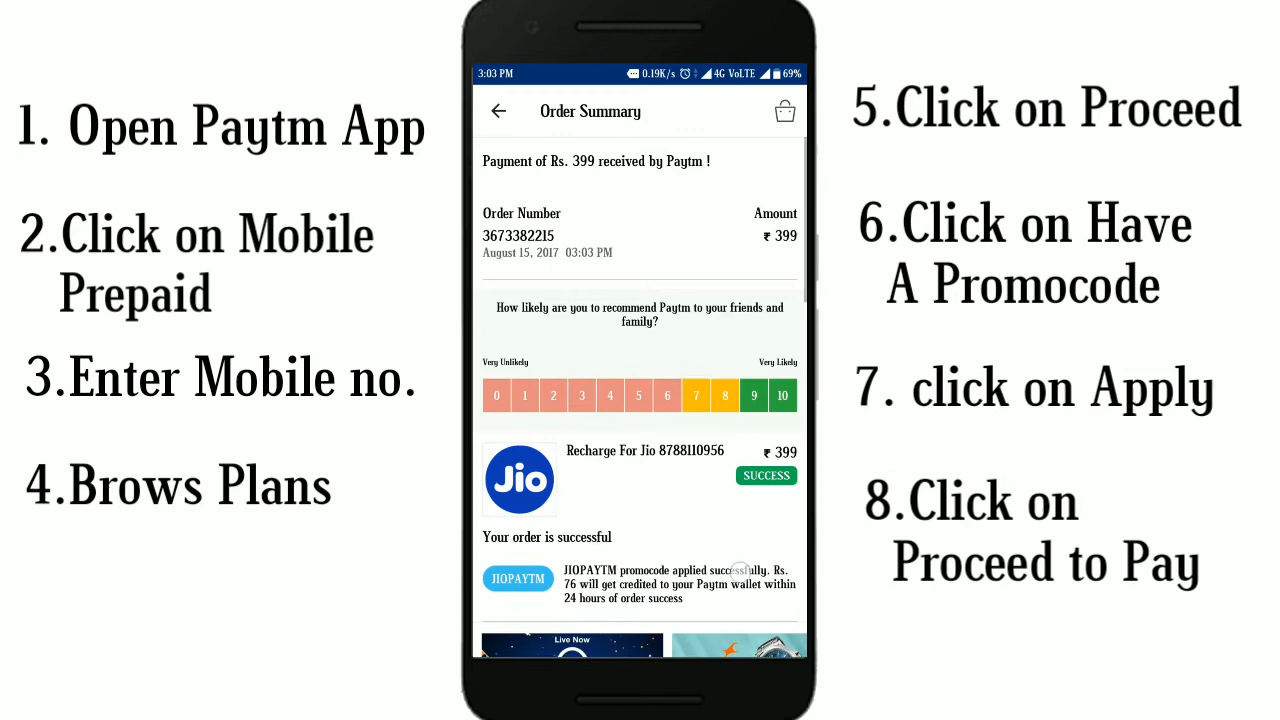 1. Open Paytm App
2.Click on Mobile
Prepaid
3.Enter Mobile no.
4.Brows Plans
3:03 PM 0.19K/s 4G VoLTE 69%
Order Summary
Payment of Rs. 399 received by Paytm !
Order Number Amount
3673382215 ₹ 399
August 15, 2017 03:03 PM
How likely are you to recommend Paytm to your friends and
family?
Very Unlikely Very Likely
0 1 2 3 4 5 6 7 8 9 10
Jio
Recharge For Jio 8788110956 ₹ 399
SUCCESS
Your order is successful
JIOPAYTM
JIOPAYTM promocode applied successfully. Rs.
76 will get credited to your Paytm wallet within
24 hours of order success
Live Now
5.Click on Proceed
6.Click on Have
A Promocode
7. click on Apply
8.Click on
Proceed to Pay